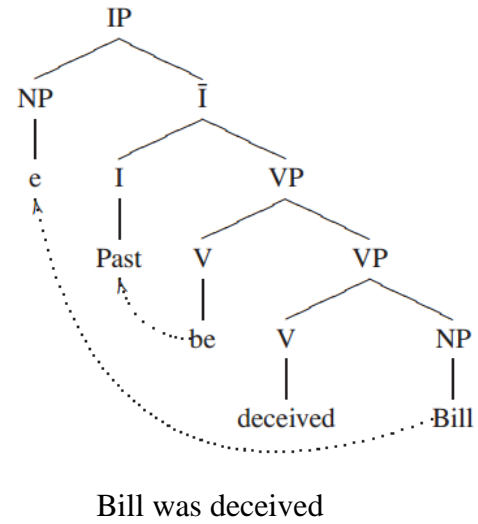 IP
NP Ī
e I VP
Past V VP
be V NP
deceived Bill
Bill was deceived